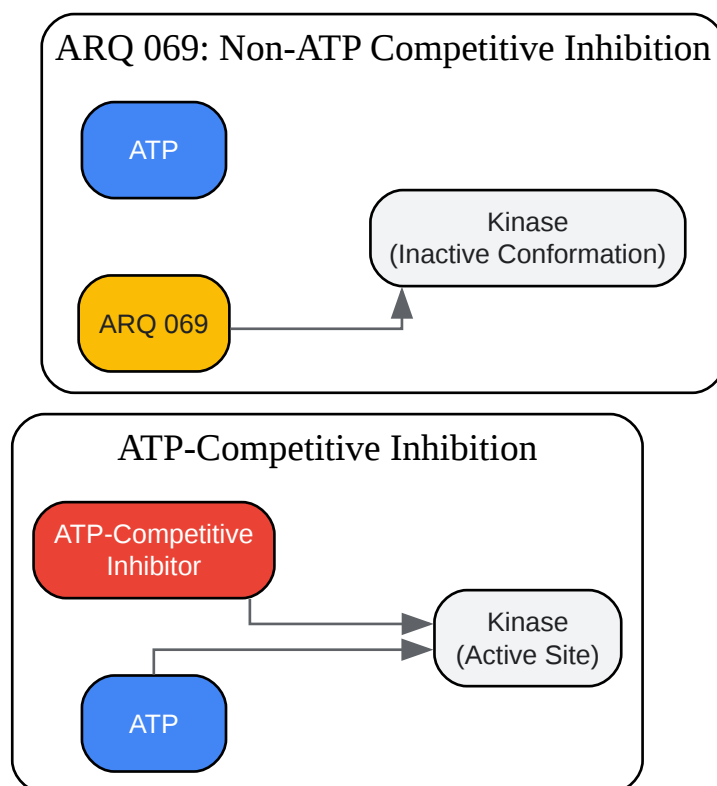 ARQ 069: Non-ATP Competitive Inhibition
ATP
Kinase
(Inactive Conformation)
ARQ 069
ATP-Competitive Inhibition
ATP-Competitive
Inhibitor
Kinase
(Active Site)
ATP